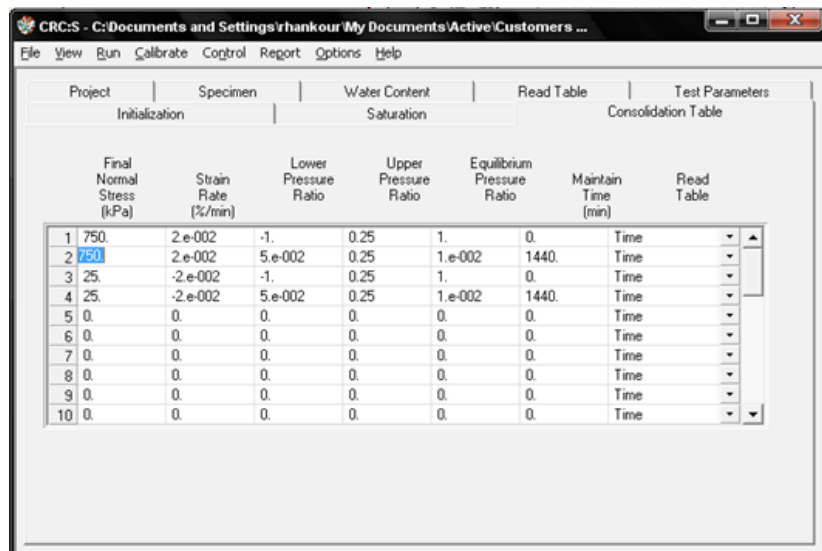 CRC:S - C:\Documents and Settings\rhankour\My Documents\Active\Customers ...
File View Run Calibrate Control Report Options Help
Project Specimen Water Content Read Table Test Parameters
Initialization Saturation Consolidation Table
Final Normal Stress (kPa) Strain Rate (%/min) Lower Pressure Ratio Upper Pressure Ratio Equilibrium Pressure Ratio Maintain Time (min) Read Table
1 750. 2.e-002 -1. 0.25 1. 0. Time
2 750. 2.e-002 5.e-002 0.25 1.e-002 1440. Time
3 25. -2.e-002 -1. 0.25 1. 0. Time
4 25. -2.e-002 5.e-002 0.25 1.e-002 1440. Time
5 0. 0. 0. 0. 0. 0. Time
6 0. 0. 0. 0. 0. 0. Time
7 0. 0. 0. 0. 0. 0. Time
8 0. 0. 0. 0. 0. 0. Time
9 0. 0. 0. 0. 0. 0. Time
10 0. 0. 0. 0. 0. 0. Time